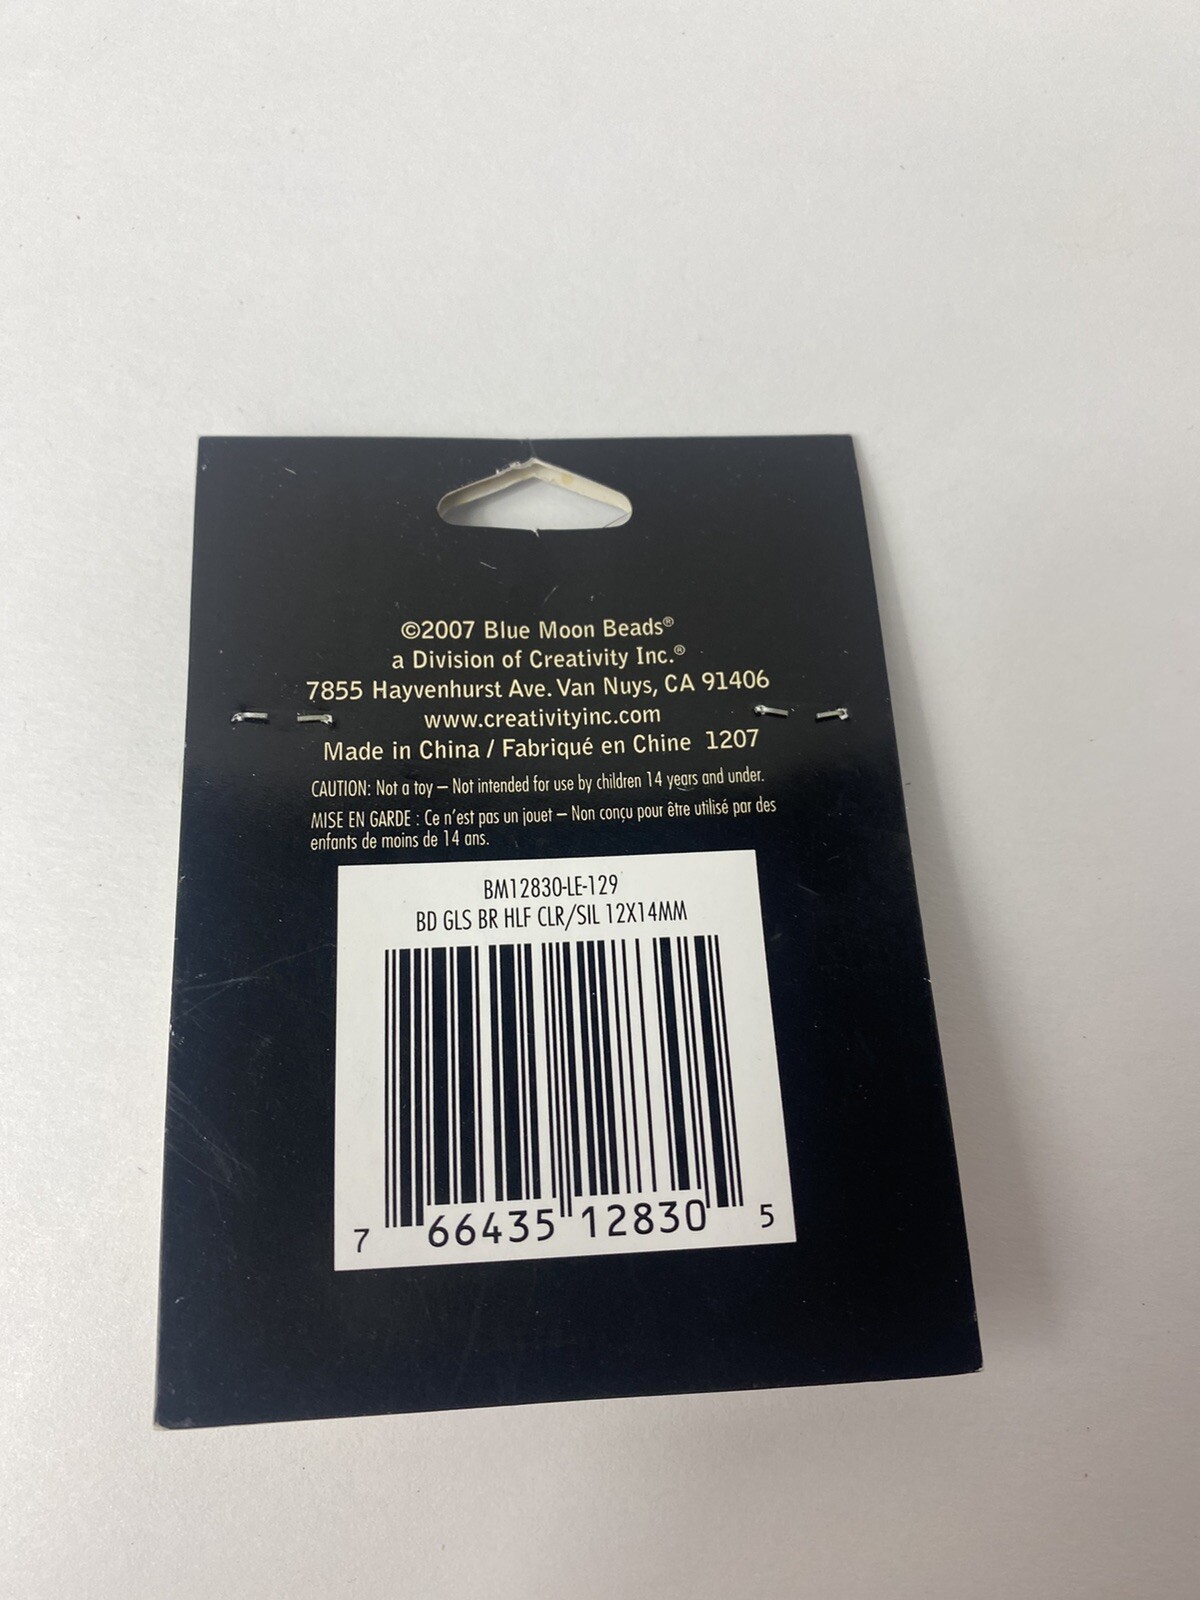 ©2007 Blue Moon Beads®
a Division of Creativity Inc.®
7855 Hayvenhurst Ave. Van Nuys, CA 91406
www.creativityinc.com
Made in China / Fabriqué en Chine 1207
CAUTION: Not a toy – Not intended for use by children 14 years and under.
MISE EN GARDE : Ce n'est pas un jouet – Non conçu pour être utilisé par des
enfants de moins de 14 ans.
BM12830-LE-129
BD GLS BR HLF CLR/SIL 12X14MM
7 66435 12830 5